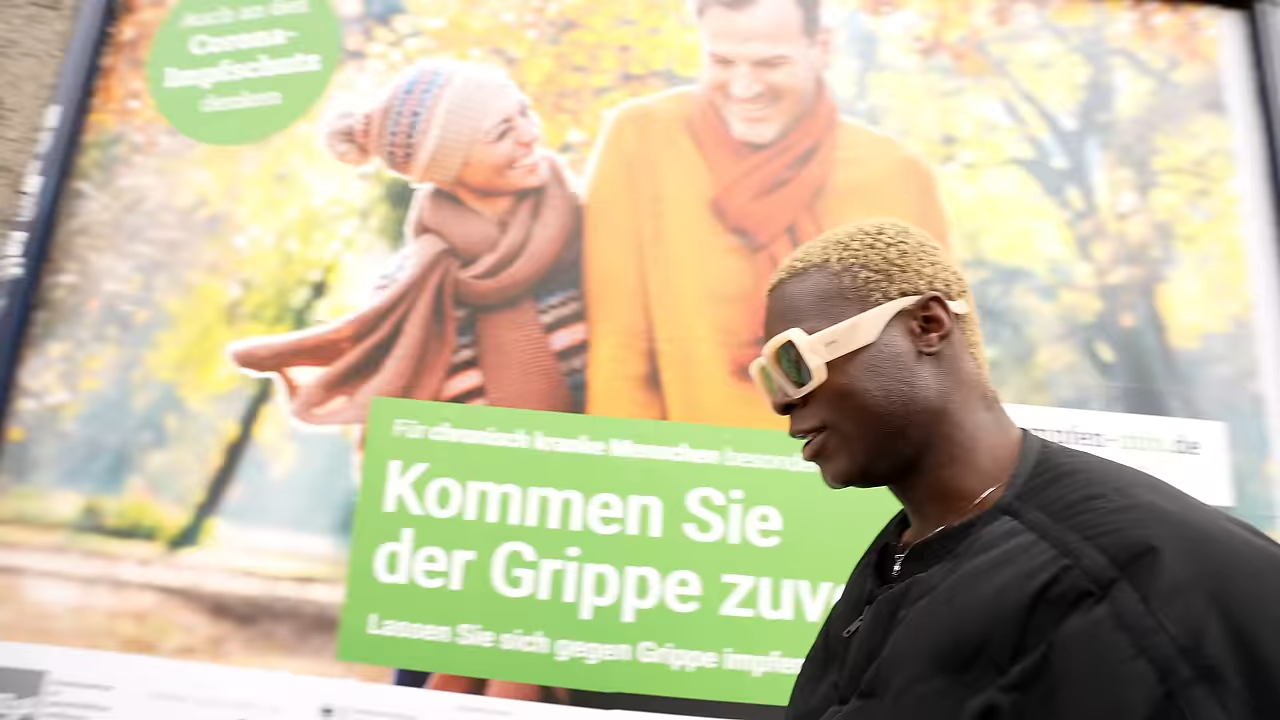 Auch an den
Corona-
Impfschutz
denken
Für chronisch kranke Menschen besonde
Kommen Sie
der Grippe zuv
Lassen Sie sich gegen Grippe impfen